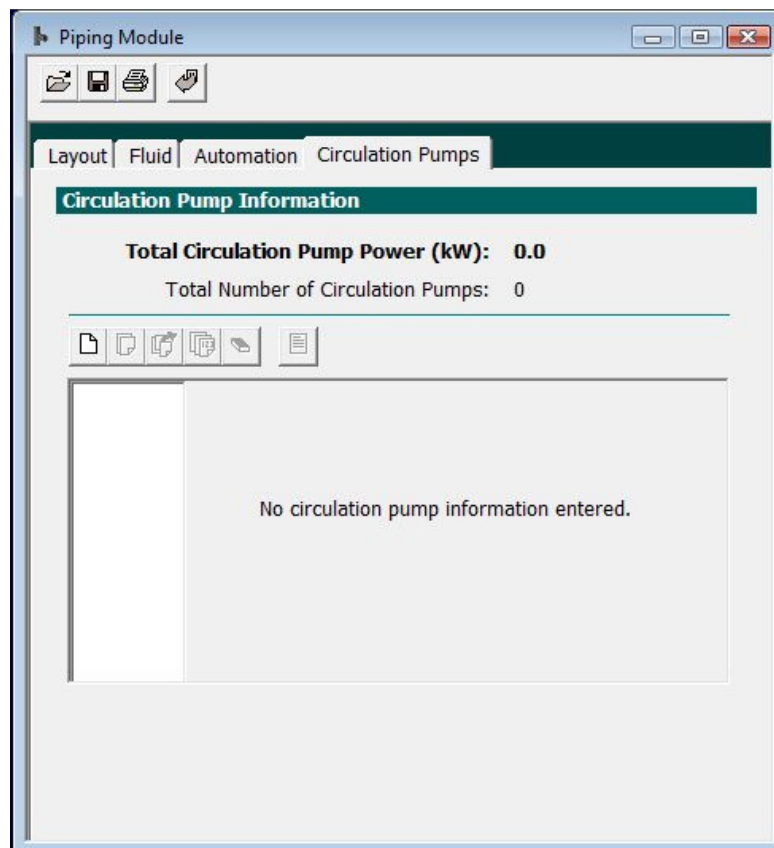 Piping Module
Layout Fluid Automation Circulation Pumps
Circulation Pump Information
Total Circulation Pump Power (kW): 0.0
Total Number of Circulation Pumps: 0
No circulation pump information entered.